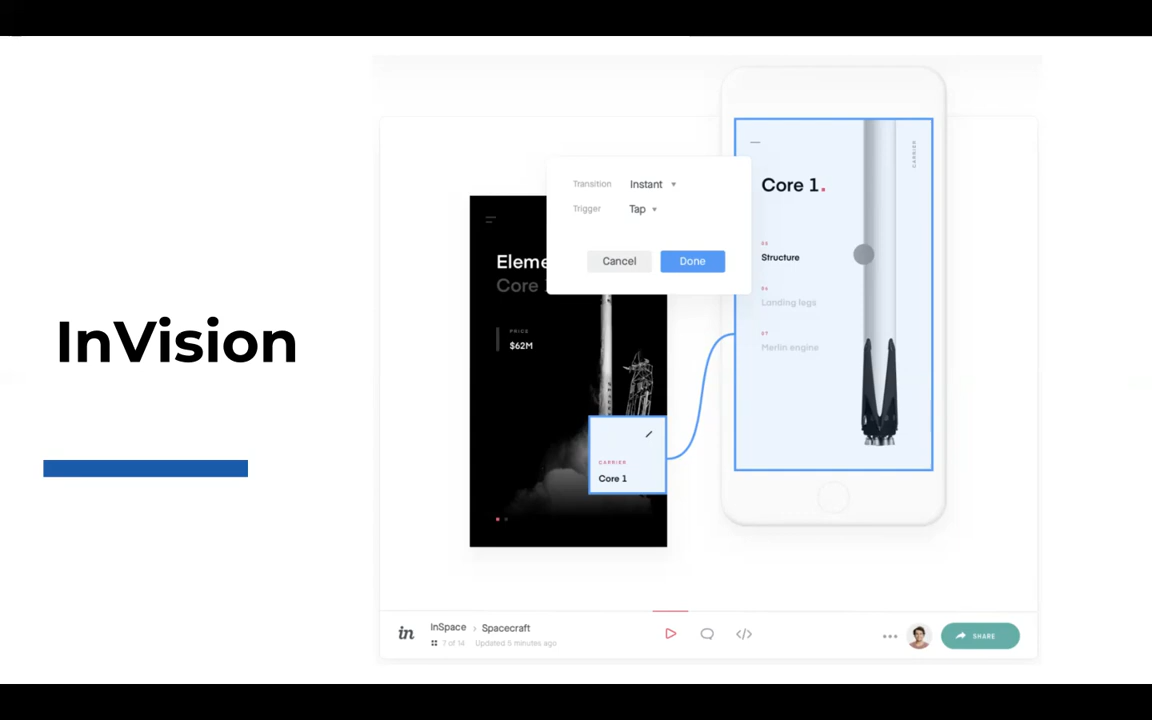 InVision
Transition Instant
Trigger Tap
Cancel Done
Eleme
Core
PRICE
$62M
CARRIER
Core 1
CARRIER
Core 1.
Structure
Landing legs
Merlin engine
in
InSpace › Spacecraft
7 of 14 Updated 5 minutes ago
SHARE